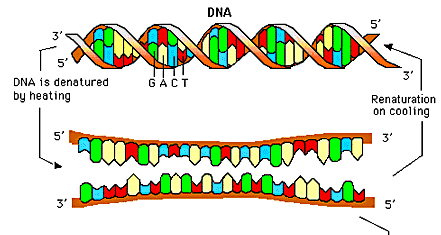 DNA
3' 5'
5' 3'
G A C T
DNA is denatured
by heating
Renaturation
on cooling
5' 3'
3' 5'